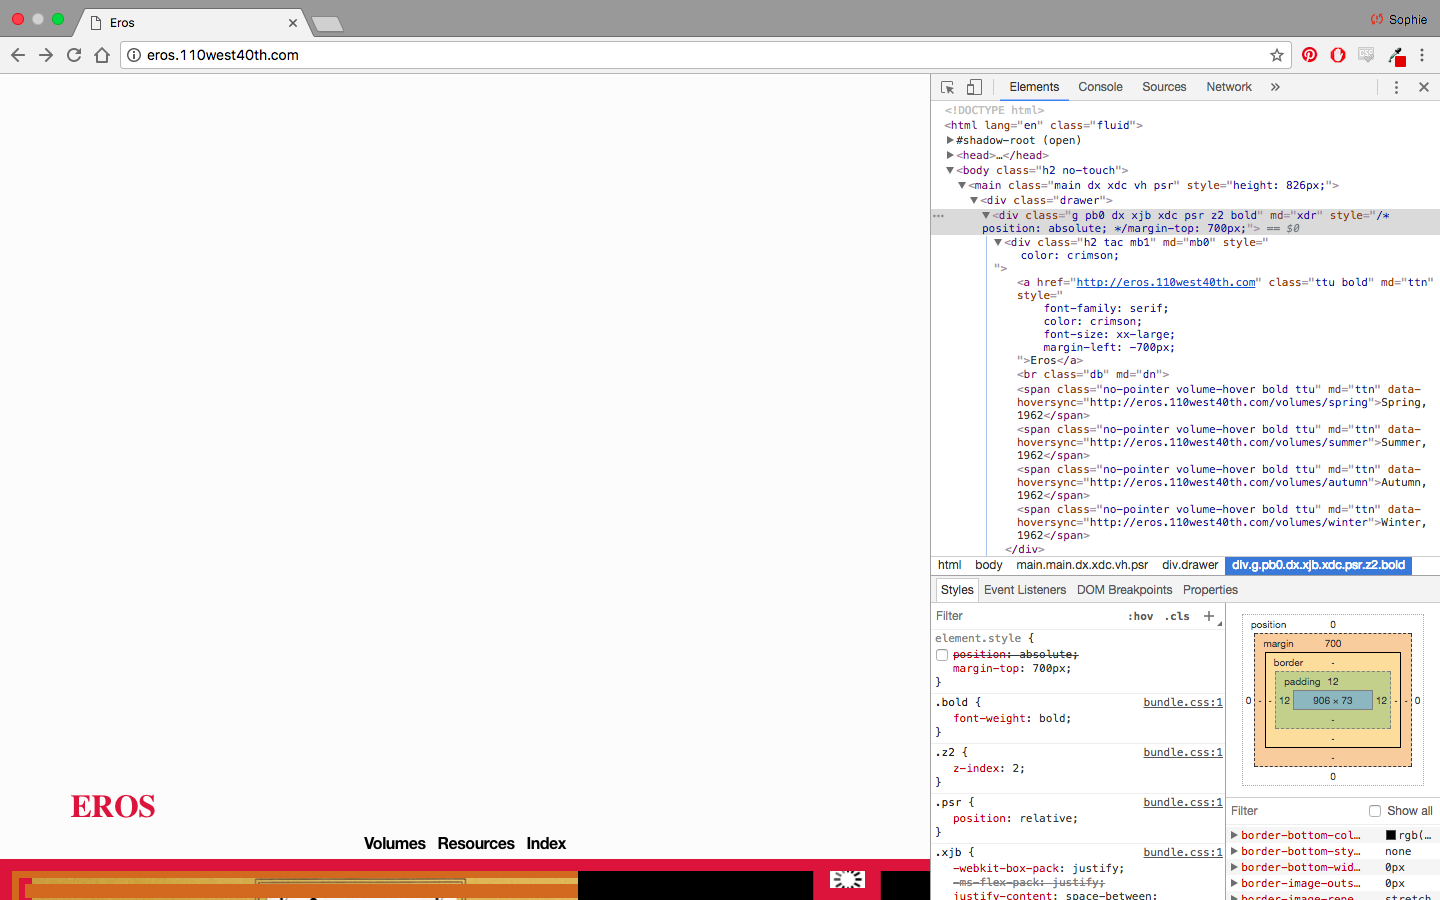 Eros
Sophie
eros.110west40th.com
Elements Console Sources Network »
<!DOCTYPE html>
<html lang="en" class="fluid">
#shadow-root (open)
<head>…</head>
<body class="h2 no-touch">
<main class="main dx xdc vh psr" style="height: 826px;">
<div class="drawer">
<div class="g pb0 dx xjb xdc psr z2 bold" md="xdr" style="/*
position: absolute; */margin-top: 700px;"> == $0
<div class="h2 tac mb1" md="mb0" style="
color: crimson;
">
<a href="http://eros.110west40th.com" class="ttu bold" md="ttn"
style="
font-family: serif;
color: crimson;
font-size: xx-large;
margin-left: -700px;
">Eros</a>
<br class="db" md="dn">
<span class="no-pointer volume-hover bold ttu" md="ttn" data-
hoversync="http://eros.110west40th.com/volumes/spring">Spring,
1962</span>
<span class="no-pointer volume-hover bold ttu" md="ttn" data-
hoversync="http://eros.110west40th.com/volumes/summer">Summer,
1962</span>
<span class="no-pointer volume-hover bold ttu" md="ttn" data-
hoversync="http://eros.110west40th.com/volumes/autumn">Autumn,
1962</span>
<span class="no-pointer volume-hover bold ttu" md="ttn" data-
hoversync="http://eros.110west40th.com/volumes/winter">Winter,
1962</span>
</div>
html body main.main.dx.xdc.vh.psr div.drawer div.g.pb0.dx.xjb.xdc.psr.z2.bold
Styles Event Listeners DOM Breakpoints Properties
Filter :hov .cls +
element.style {
position: absolute;
margin-top: 700px;
}
.bold { bundle.css:1
font-weight: bold;
}
.z2 { bundle.css:1
z-index: 2;
}
.psr { bundle.css:1
position: relative;
}
.xjb { bundle.css:1
-webkit-box-pack: justify;
-ms-flex-pack: justify;
justify-content: space-between;
position 0
margin 700
border -
padding 12
0 - - 12 906 × 73 12 - - 0
-
-
-
0
Filter Show all
border-bottom-col… rgb(…
border-bottom-sty… none
border-bottom-wid… 0px
border-image-outs… 0px
border-image-repe… stretch
EROS
Volumes Resources Index